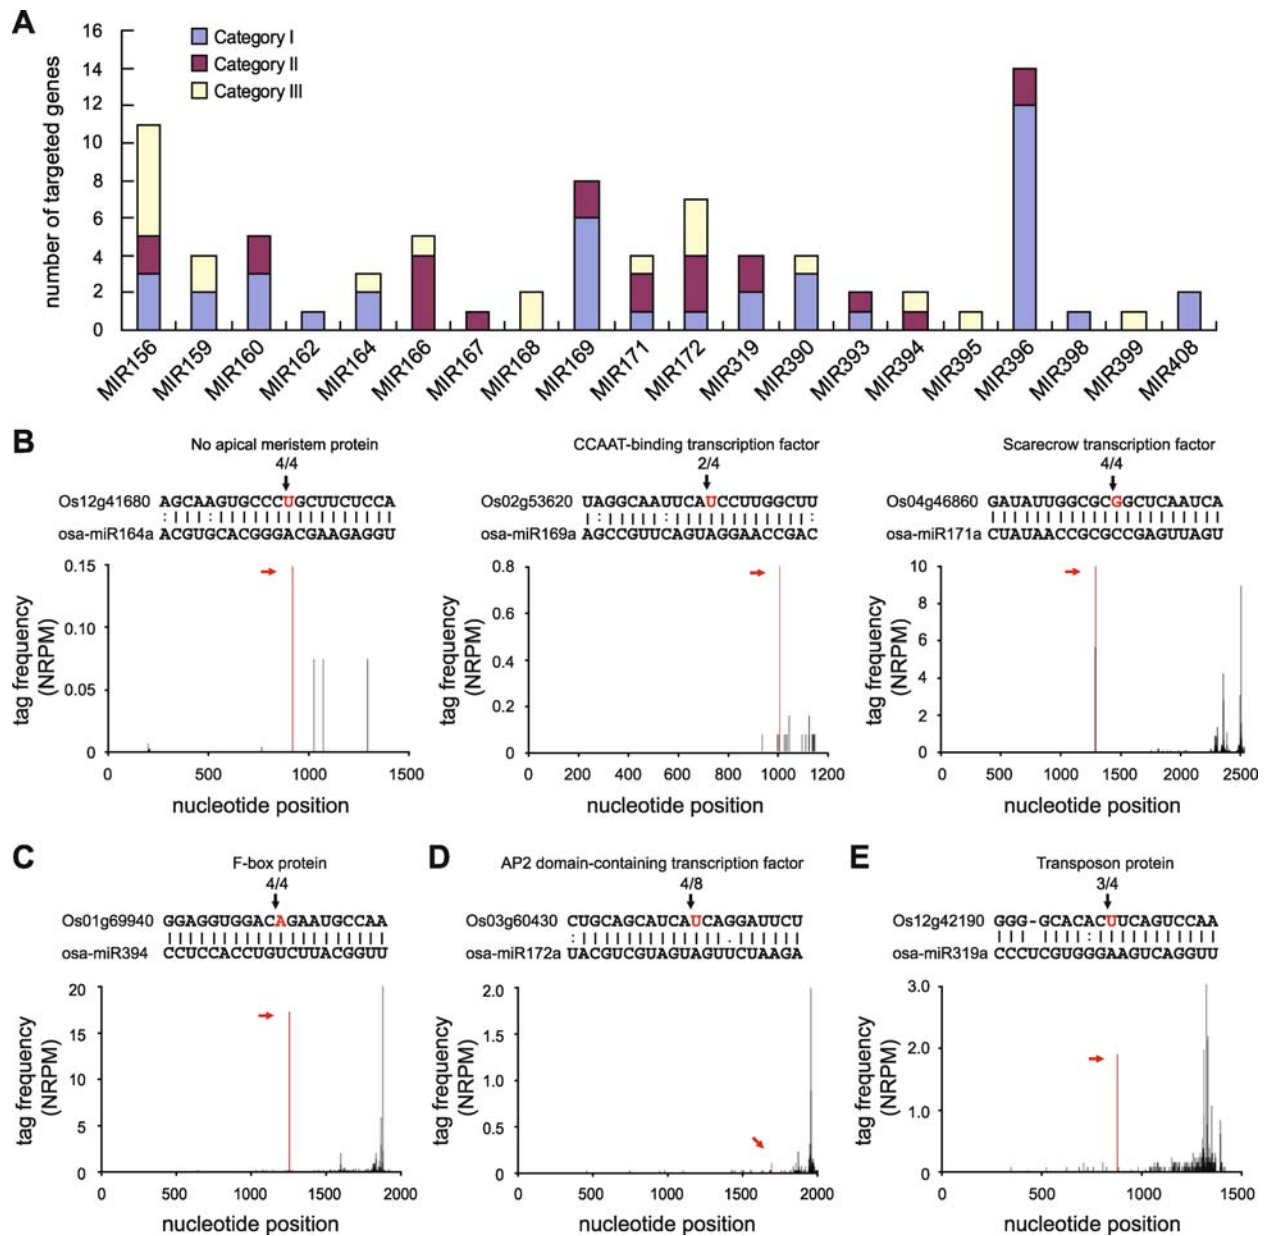 A
number of targeted genes
16
14
12
10
8
6
4
2
0
Category I
Category II
Category III
MIR156
MIR159
MIR160
MIR162
MIR164
MIR166
MIR167
MIR168
MIR169
MIR171
MIR172
MIR319
MIR390
MIR393
MIR394
MIR395
MIR396
MIR398
MIR399
MIR408
B
No apical meristem protein
4/4
Os12g41680 AGCAAGUGCCCUGCUUCUCCA
osa-miR164a ACGUGCACGGGACGAAGAGGU
tag frequency
(NRPM)
0.15
0.10
0.05
0
0 500 1000 1500
nucleotide position
CCAAT-binding transcription factor
2/4
Os02g53620 UAGGCAAUUCAUCCUUGGCUU
osa-miR169a AGCCGUUCAGUAGGAACCGAC
tag frequency
(NRPM)
0.8
0.6
0.4
0.2
0
0 200 400 600 800 1000 1200
nucleotide position
Scarecrow transcription factor
4/4
Os04g46860 GAUAUUGGCGCGGCUCAAUCA
osa-miR171a CUAUAACCGCGCCGAGUUAGU
tag frequency
(NRPM)
10
8
6
4
2
0
0 500 1000 1500 2000 2500
nucleotide position
C
F-box protein
4/4
Os01g69940 GGAGGUGGACAGAAUGCCAA
osa-miR394 CCUCCACCUGUCUUACGGUU
tag frequency
(NRPM)
20
15
10
5
0
0 500 1000 1500 2000
nucleotide position
D
AP2 domain-containing transcription factor
4/8
Os03g60430 CUGCAGCAUCAUCAGGAUUCU
osa-miR172a UACGUCGUAGUAGUUCUAAGA
tag frequency
(NRPM)
2.0
1.5
1.0
0.5
0
0 500 1000 1500 2000
nucleotide position
E
Transposon protein
3/4
Os12g42190 GGG-GCACACUUCAGUCCAA
osa-miR319a CCCUCGUGGGAAGUCAGGUU
tag frequency
(NRPM)
3.0
2.0
1.0
0
0 500 1000 1500
nucleotide position